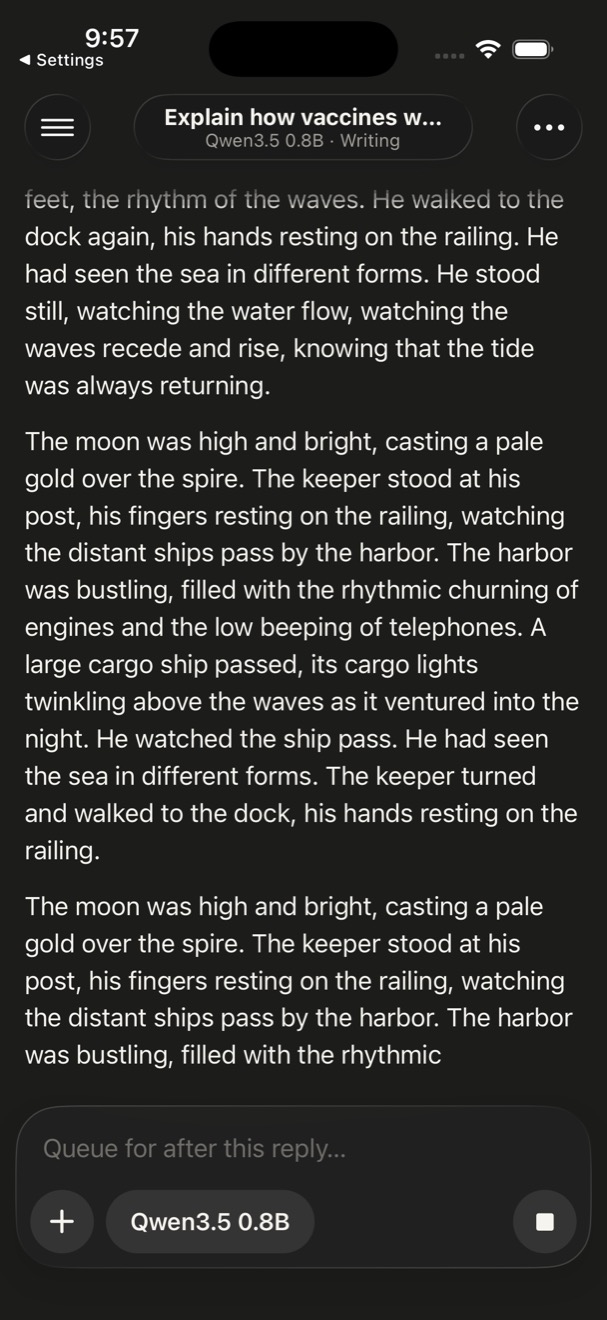 9:57
◀ Settings
Explain how vaccines w...
Qwen3.5 0.8B · Writing
feet, the rhythm of the waves. He walked to the
dock again, his hands resting on the railing. He
had seen the sea in different forms. He stood
still, watching the water flow, watching the
waves recede and rise, knowing that the tide
was always returning.
The moon was high and bright, casting a pale
gold over the spire. The keeper stood at his
post, his fingers resting on the railing, watching
the distant ships pass by the harbor. The harbor
was bustling, filled with the rhythmic churning of
engines and the low beeping of telephones. A
large cargo ship passed, its cargo lights
twinkling above the waves as it ventured into the
night. He watched the ship pass. He had seen
the sea in different forms. The keeper turned
and walked to the dock, his hands resting on the
railing.
The moon was high and bright, casting a pale
gold over the spire. The keeper stood at his
post, his fingers resting on the railing, watching
the distant ships pass by the harbor. The harbor
was bustling, filled with the rhythmic
Queue for after this reply...
Qwen3.5 0.8B